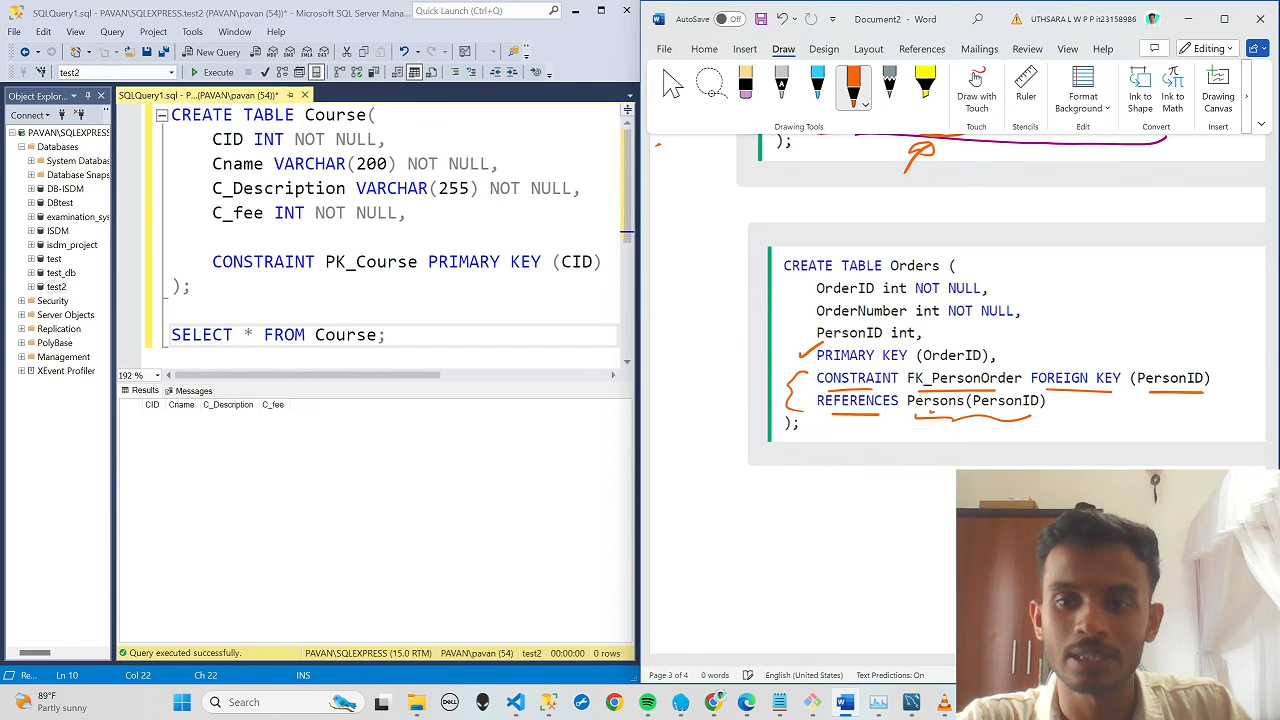 SQLQuery1.sql - PAVAN\SQLEXPRESS.test2 (PAVAN\pavan (54))* - Microsoft SQL Server Man...
Quick Launch (Ctrl+Q)
File Edit View Query Project Tools Window Help
New Query
test2
Execute
Object Explor...
SQLQuery1.sql - P...(PAVAN\pavan (54))*
Connect
PAVAN\SQLEXPRESS
Databases
System Databa
Database Snaps
DB-ISDM
DBtest
examination_sy
ISDM
isdm_project
test
test_db
test2
Security
Server Objects
Replication
PolyBase
Management
XEvent Profiler
CREATE TABLE Course(
CID INT NOT NULL,
Cname VARCHAR(200) NOT NULL,
C_Description VARCHAR(255) NOT NULL,
C_fee INT NOT NULL,
CONSTRAINT PK_Course PRIMARY KEY (CID)
);
SELECT * FROM Course;
192 %
Results Messages
CID Cname C_Description C_fee
Query executed successfully. PAVAN\SQLEXPRESS (15.0 RTM) PAVAN\pavan (54) test2 00:00:00 0 rows
Re... Ln 10 Col 22 Ch 22 INS
AutoSave Off Document2 - Word UTHSARA L W P P it23158986
File Home Insert Draw Design Layout References Mailings Review View Help Editing
Draw with Touch
Ruler
Format Background
Ink to Shape
Ink to Math
Drawing Canvas
Drawing Tools Touch Stencils Edit Convert Insert
);
CREATE TABLE Orders (
OrderID int NOT NULL,
OrderNumber int NOT NULL,
PersonID int,
PRIMARY KEY (OrderID),
CONSTRAINT FK_PersonOrder FOREIGN KEY (PersonID)
REFERENCES Persons(PersonID)
);
Page 3 of 4 0 words English (United States) Text Predictions: On
89°F
Partly sunny
Search
DELL